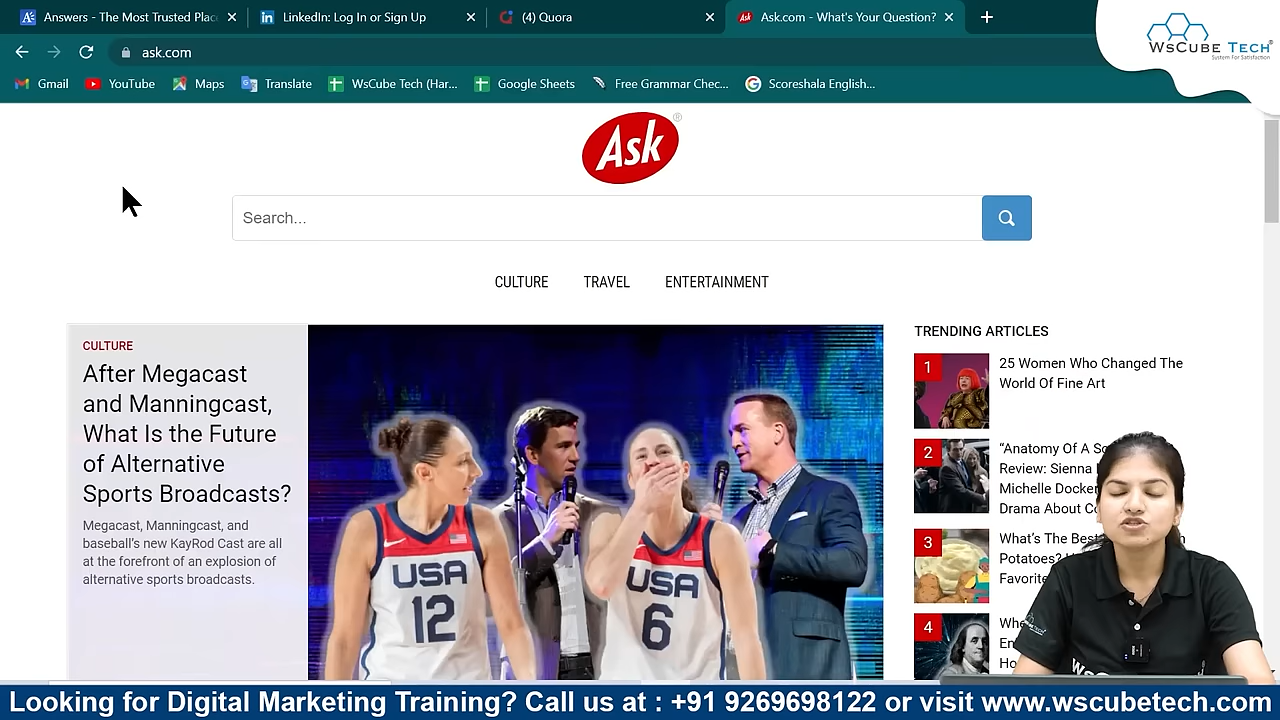 Answers - The Most Trusted Plac
LinkedIn: Log In or Sign Up
(4) Quora
Ask.com - What's Your Question?
WsCube Tech
System For Satisfaction
ask.com
Gmail
YouTube
Maps
Translate
WsCube Tech (Har...
Google Sheets
Free Grammar Chec...
Scoreshala English...
Ask
Search...
CULTURE
TRAVEL
ENTERTAINMENT
CULTURE
After Megacast
and Manningcast,
What is the Future
of Alternative
Sports Broadcasts?
Megacast, Manningcast, and
baseball's new KayRod Cast are all
at the forefront of an explosion of
alternative sports broadcasts.
USA
12
USA
6
TRENDING ARTICLES
1
25 Women Who Changed The
World Of Fine Art
2
"Anatomy Of A
Review: Sienna
Michelle Docker
Drama About
3
What's The Best
Potatoes?
Favorite
4
Looking for Digital Marketing Training? Call us at : +91 9269698122 or visit www.wscubetech.com